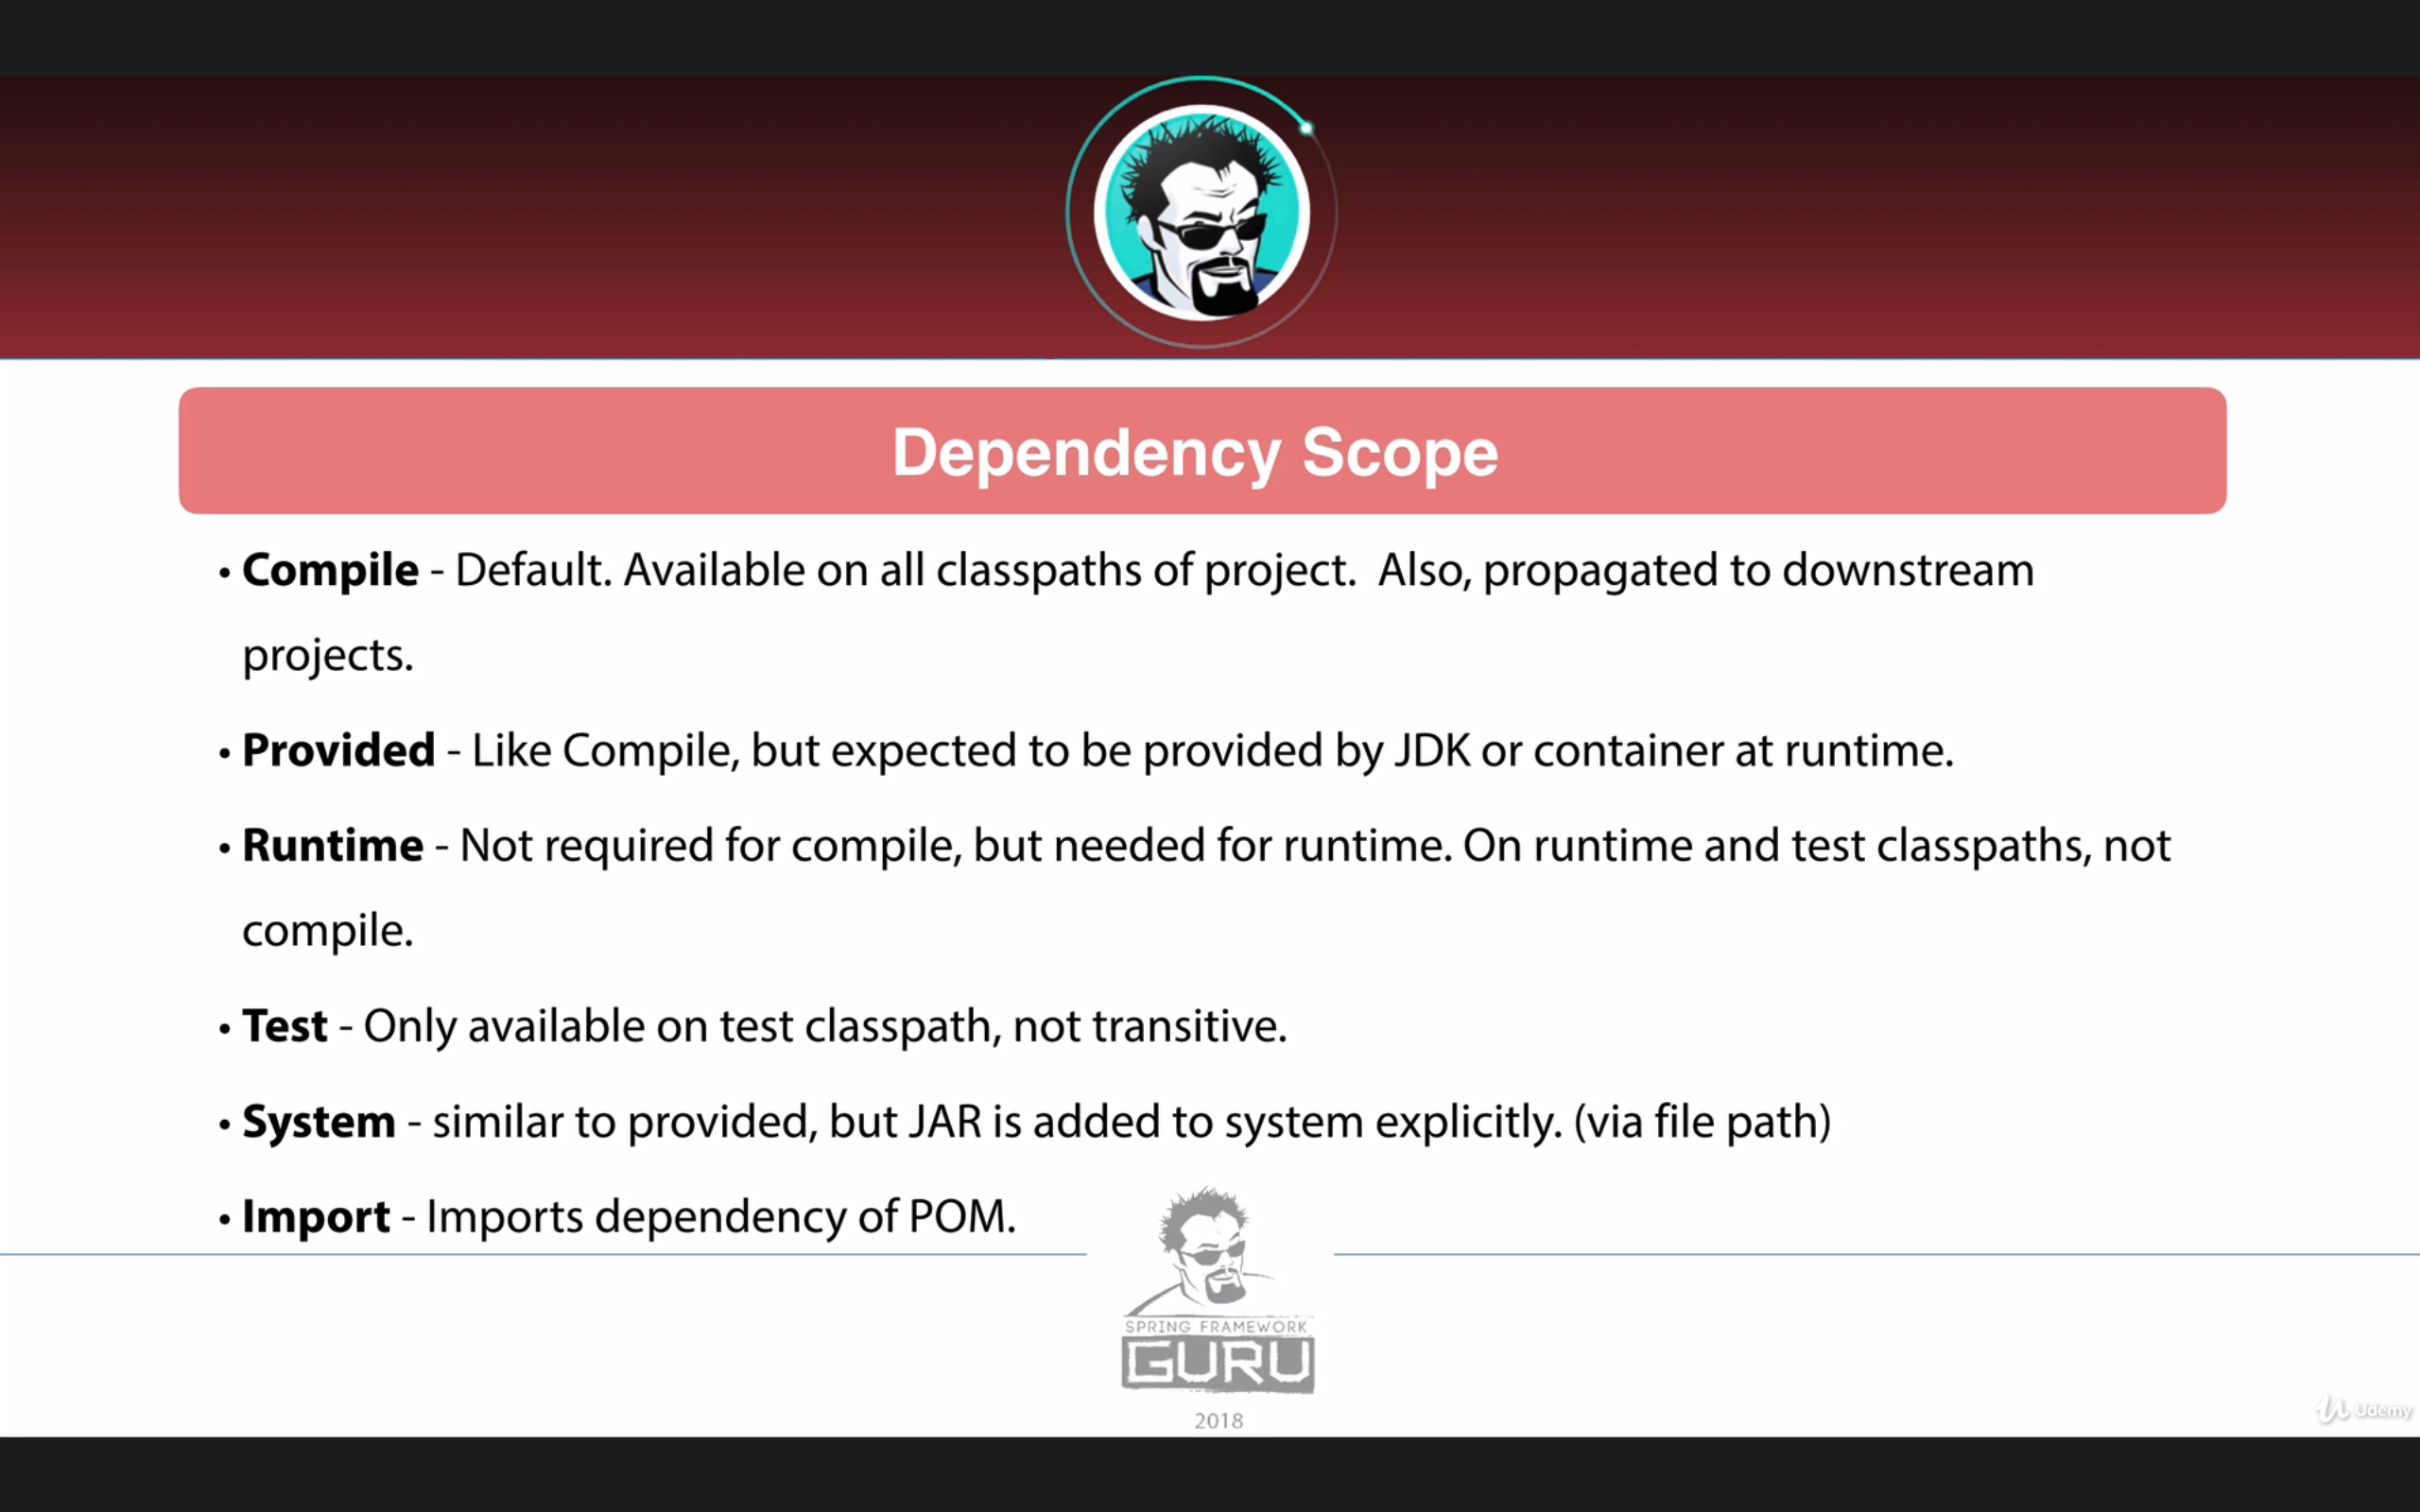 Dependency Scope
• Compile - Default. Available on all classpaths of project.  Also, propagated to downstream
projects.
• Provided - Like Compile, but expected to be provided by JDK or container at runtime.
• Runtime - Not required for compile, but needed for runtime. On runtime and test classpaths, not
compile.
• Test - Only available on test classpath, not transitive.
• System - similar to provided, but JAR is added to system explicitly. (via file path)
• Import - Imports dependency of POM.
SPRING FRAMEWORK
GURU
2018
Udemy